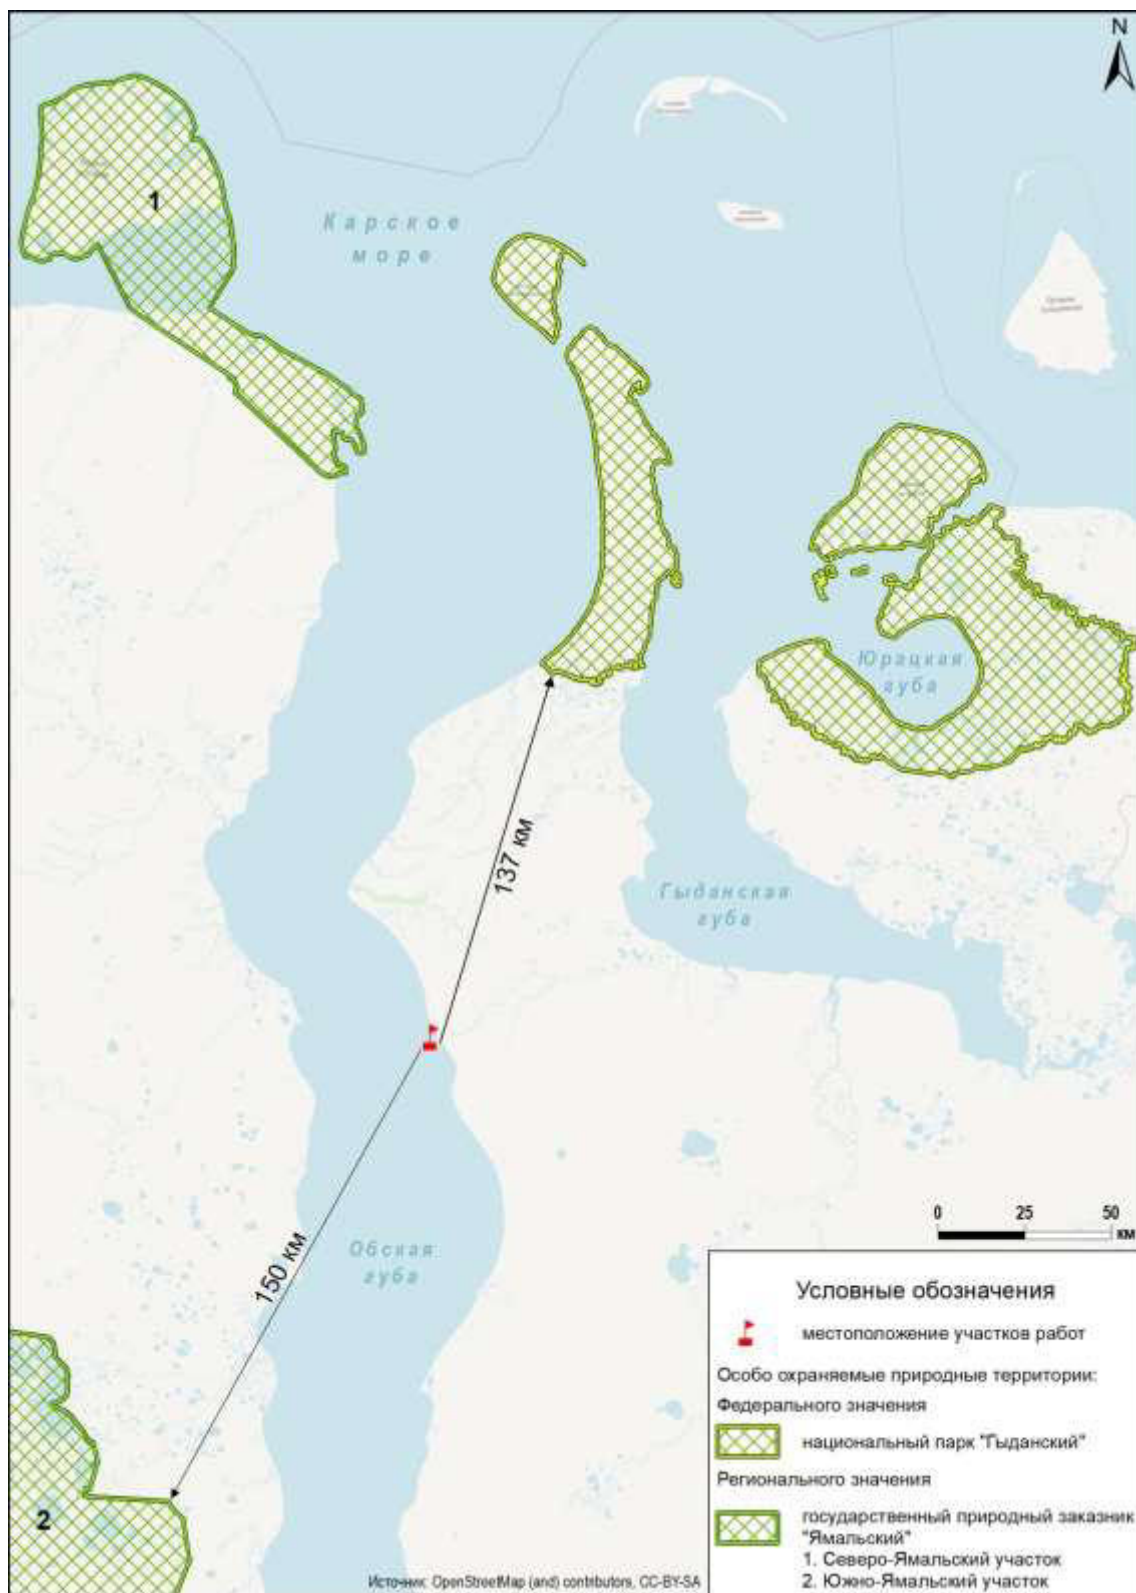 N
1
Карское
море
Юрацкая
губа
137 км
Гыданская
губа
150 км
Обская
губа
0 25 50
км
Условные обозначения
местоположение участков работ
Особо охраняемые природные территории:
Федерального значения
национальный парк "Гыданский"
Регионального значения
государственный природный заказник
"Ямальский"
1. Северо-Ямальский участок
2. Южно-Ямальский участок
2
Источник: OpenStreetMap (and) contributors, CC-BY-SA